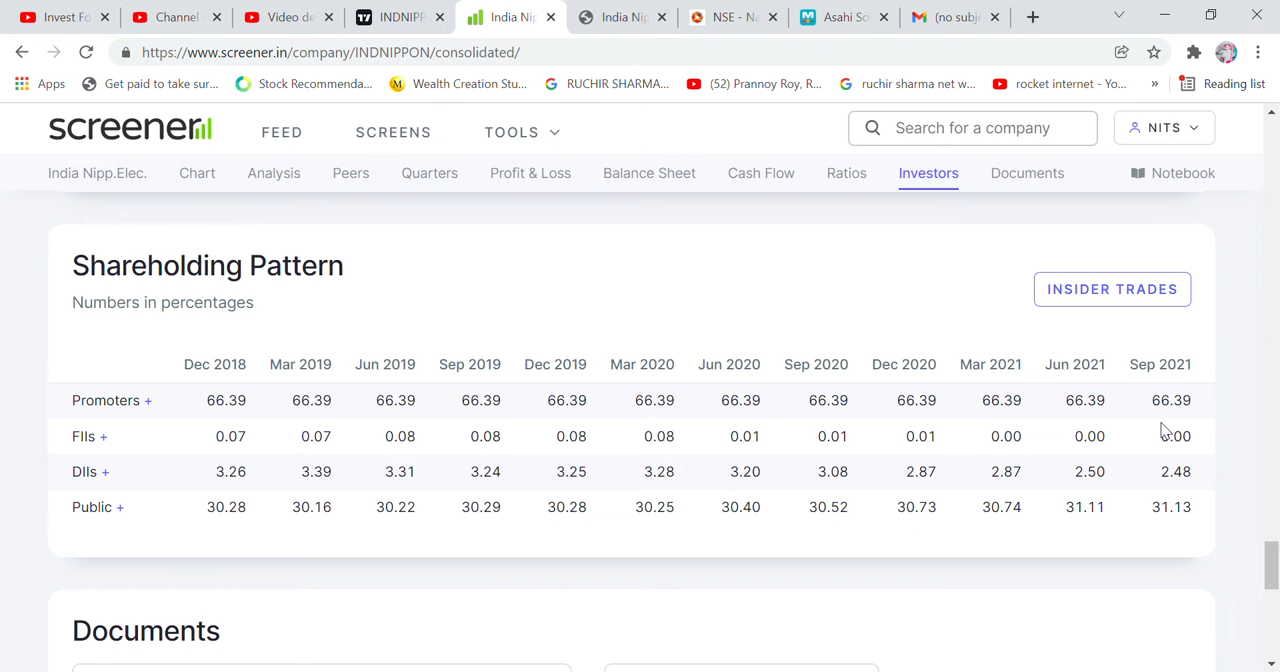 Invest Fo
Channel
Video de
INDNIPP
India Nip
India Nip
NSE - Na
Asahi So
(no subje
https://www.screener.in/company/INDNIPPON/consolidated/
Apps
Get paid to take sur...
Stock Recommenda...
Wealth Creation Stu...
RUCHIR SHARMA...
(52) Prannoy Roy, R...
ruchir sharma net w...
rocket internet - Yo...
»
Reading list
screener
FEED
SCREENS
TOOLS
Search for a company
NITS
India Nipp.Elec.
Chart
Analysis
Peers
Quarters
Profit & Loss
Balance Sheet
Cash Flow
Ratios
Investors
Documents
Notebook
Shareholding Pattern
Numbers in percentages
INSIDER TRADES
Dec 2018 Mar 2019 Jun 2019 Sep 2019 Dec 2019 Mar 2020 Jun 2020 Sep 2020 Dec 2020 Mar 2021 Jun 2021 Sep 2021
Promoters + 66.39 66.39 66.39 66.39 66.39 66.39 66.39 66.39 66.39 66.39 66.39 66.39
FIIs + 0.07 0.07 0.08 0.08 0.08 0.08 0.01 0.01 0.01 0.00 0.00 0.00
DIIs + 3.26 3.39 3.31 3.24 3.25 3.28 3.20 3.08 2.87 2.87 2.50 2.48
Public + 30.28 30.16 30.22 30.29 30.28 30.25 30.40 30.52 30.73 30.74 31.11 31.13
Documents